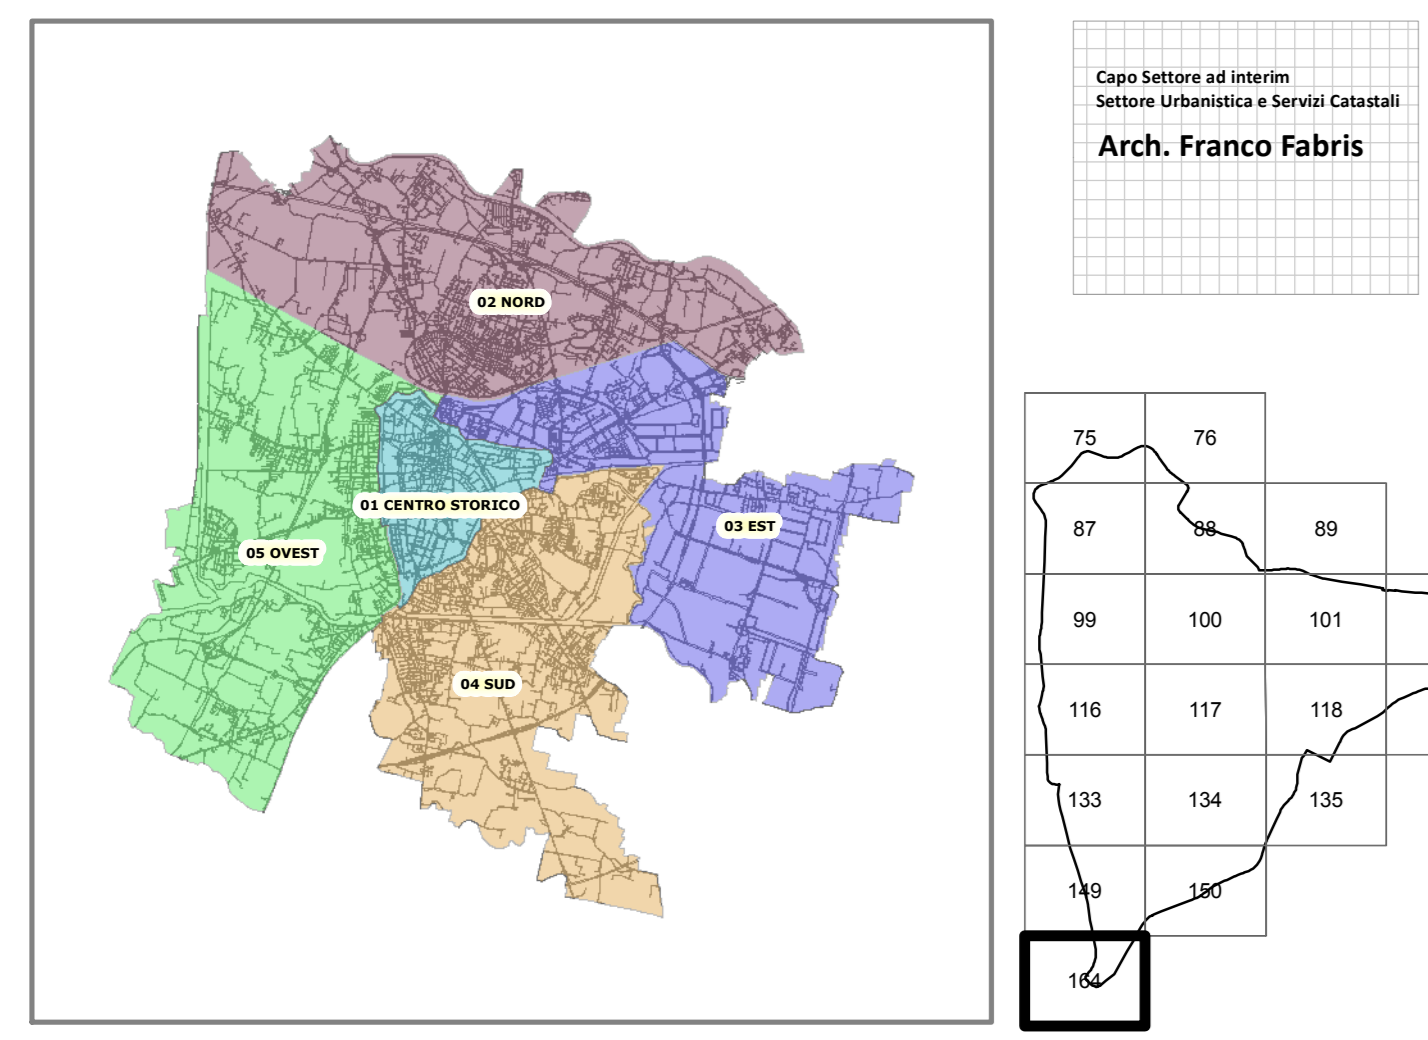 02 NORD
01 CENTRO STORICO
03 EST
05 OVEST
04 SUD
Capo Settore ad interim
Settore Urbanistica e Servizi Catastali
Arch. Franco Fabris
75 76
87 88 89
99 100 101
116 117 118
133 134 135
149 150
164